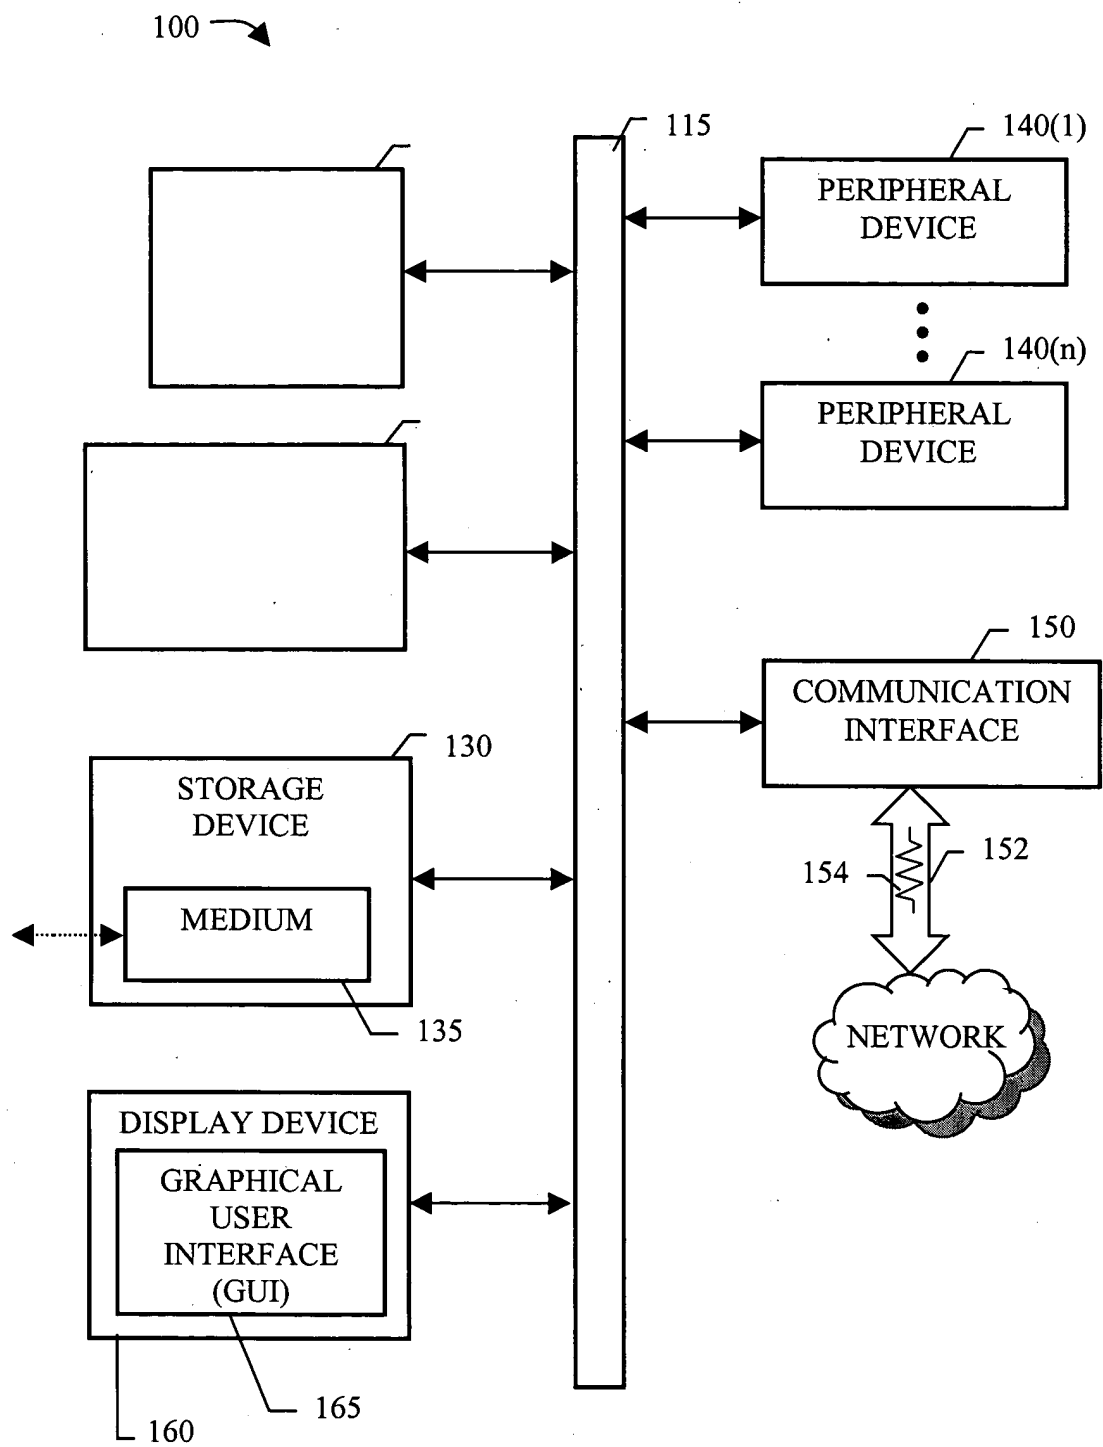 100
115
140(1)
PERIPHERAL
DEVICE
140(n)
PERIPHERAL
DEVICE
150
COMMUNICATION
INTERFACE
130
STORAGE
DEVICE
MEDIUM
135
154
152
NETWORK
DISPLAY DEVICE
GRAPHICAL
USER
INTERFACE
(GUI)
165
160